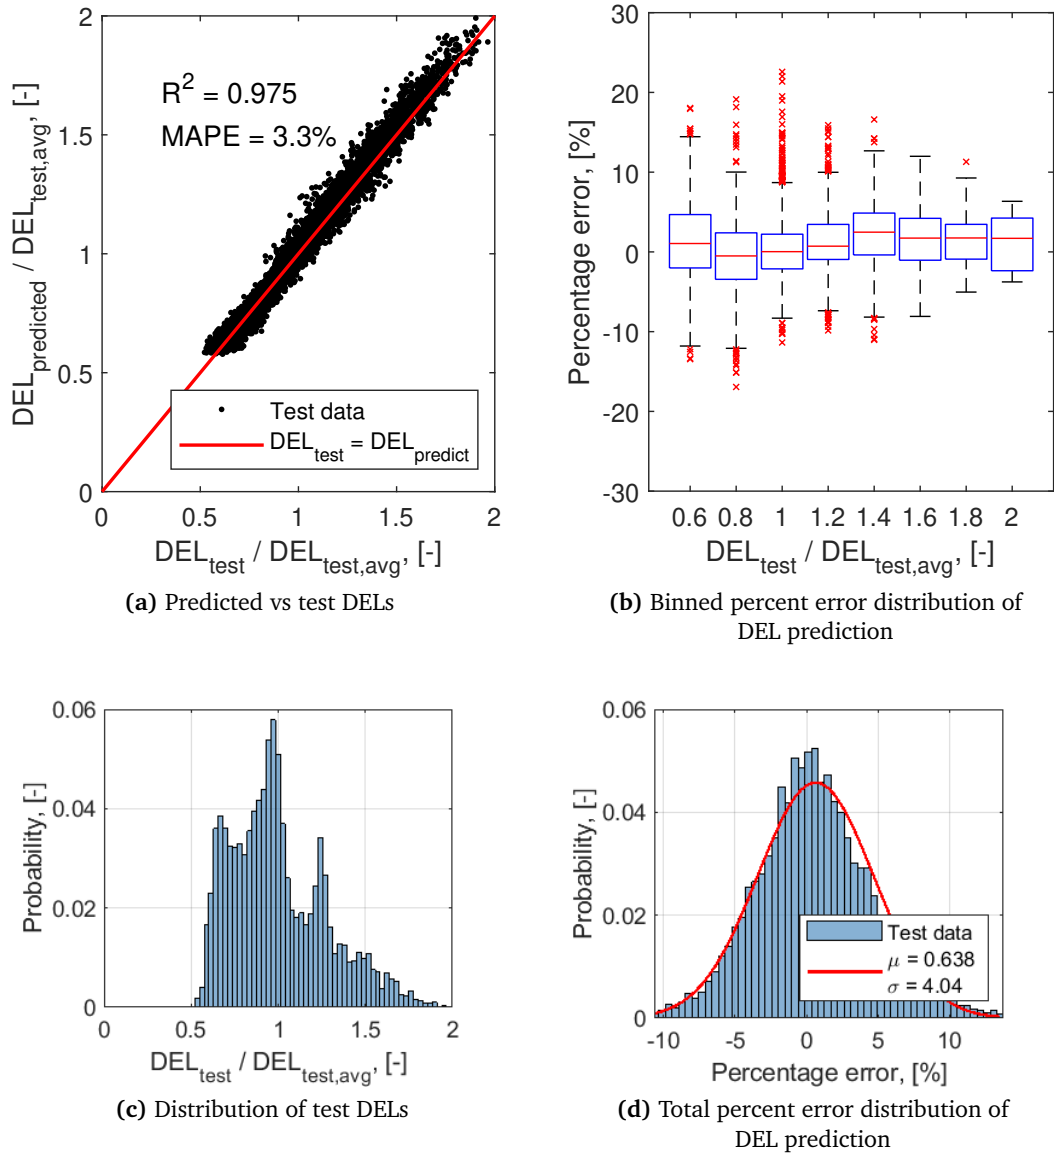 2
1.5
1
0.5
0
DEL_predicted / DEL_test,avg, [-]
R² = 0.975
MAPE = 3.3%
Test data
DEL_test = DEL_predict
0 0.5 1 1.5 2
DEL_test / DEL_test,avg, [-]
(a) Predicted vs test DELs
30
20
10
0
-10
-20
-30
Percentage error, [%]
0.6 0.8 1 1.2 1.4 1.6 1.8 2
DEL_test / DEL_test,avg, [-]
(b) Binned percent error distribution of
DEL prediction
0.06
0.04
0.02
0
Probability, [-]
0 0.5 1 1.5 2
DEL_test / DEL_test,avg, [-]
(c) Distribution of test DELs
0.06
0.04
0.02
0
Probability, [-]
Test data
μ = 0.638
σ = 4.04
-10 -5 0 5 10
Percentage error, [%]
(d) Total percent error distribution of
DEL prediction